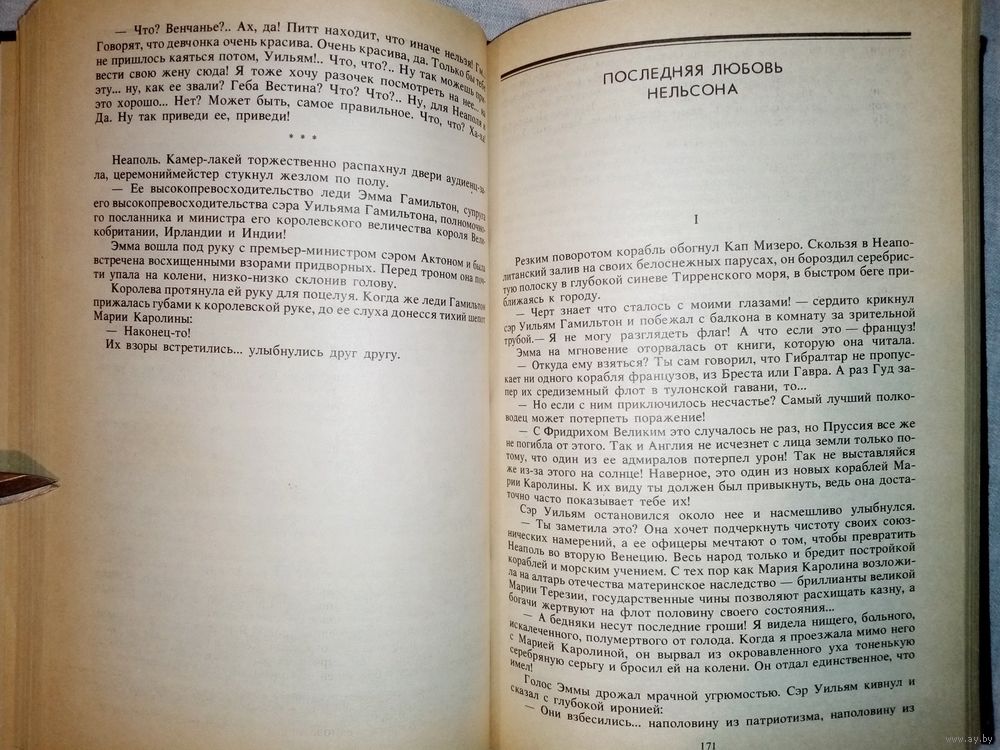 — Что? Венчанье?.. Ах, да! Питт находит, что иначе нельзя! Гм.
Говорят, что девчонка очень красива. Очень красива, да. Только бы тебе
не пришлось каяться потом, Уильям!.. Что, что?.. Ну так можешь при-
вести свою жену сюда! Я тоже хочу разочек посмотреть на нее... на
эту... ну, как ее звали? Геба Вестина? Что? Что?.. Ну, для Неаполя и
это хорошо... Нет? Может быть, самое правильное. Что, что? Ха-ха!
Да. Ну так приведи ее, приведи!
* * *
Неаполь. Камер-лакей торжественно распахнул двери аудиенц-за-
ла, церемониймейстер стукнул жезлом по полу.
— Ее высокопревосходительство леди Эмма Гамильтон, супруга
его высокопревосходительства сэра Уильяма Гамильтона, полномочно-
го посланника и министра его королевского величества короля Вели-
кобритании, Ирландии и Индии!
Эмма вошла под руку с премьер-министром сэром Актоном и была
встречена восхищенными взорами придворных. Перед троном она поч-
ти упала на колени, низко-низко склонив голову.
Королева протянула ей руку для поцелуя. Когда же леди Гамильтон
прижалась губами к королевской руке, до ее слуха донесся тихий шепот
Марии Каролины:
— Наконец-то!
Их взоры встретились... улыбнулись друг другу.
ПОСЛЕДНЯЯ ЛЮБОВЬ
НЕЛЬСОНА
I
Резким поворотом корабль обогнул Кап Мизеро. Скользя в Неапо-
литанский залив на своих белоснежных парусах, он бороздил серебрис-
тую полоску в глубокой синеве Тирренского моря, в быстром беге при-
ближаясь к городу.
— Черт знает что сталось с моими глазами! — сердито крикнул
сэр Уильям Гамильтон и побежал с балкона в комнату за зрительной
трубой.— Я не могу разглядеть флаг! А что если это — француз!
Эмма на мгновение оторвалась от книги, которую она читала.
— Откуда ему взяться? Ты сам говорил, что Гибралтар не пропус-
кает ни одного корабля французов, из Бреста или Гавра. А раз Гуд за-
пер их средиземный флот в тулонской гавани, то...
— Но если с ним приключилось несчастье? Самый лучший полко-
водец может потерпеть поражение!
— С Фридрихом Великим это случалось не раз, но Пруссия все же
не погибла от этого. Так и Англия не исчезнет с лица земли только по-
тому, что один из ее адмиралов потерпел урон! Так не выставляйся
же из-за этого на солнце! Наверное, это один из новых кораблей Ма-
рии Каролины. К их виду ты должен был привыкнуть, ведь она доста-
точно часто показывает тебе их!
Сэр Уильям остановился около нее и насмешливо улыбнулся.
— Ты заметила это? Она хочет подчеркнуть чистоту своих союз-
нических намерений, а ее офицеры мечтают о том, чтобы превратить
Неаполь во вторую Венецию. Весь народ только и бредит постройкой
кораблей и морским учением. С тех пор как Мария Каролина возложи-
ла на алтарь отечества материнское наследство — бриллианты великой
Марии Терезии, государственные чины позволяют расхищать казну, а
богачи жертвуют на флот половину своего состояния...
— А бедняки несут последние гроши! Я видела нищего, больного,
искалеченного, полумертвого от голода. Когда я проезжала мимо него
с Марией Каролиной, он вырвал из окровавленного уха тоненькую
серебряную серьгу и бросил ей на колени. Он отдал единственное, что
имел!
Голос Эммы дрожал мрачной угрюмостью. Сэр Уильям кивнул и
сказал с глубокой иронией:
— Они взбесились... наполовину из патриотизма, наполовину из
171
www.ay.by